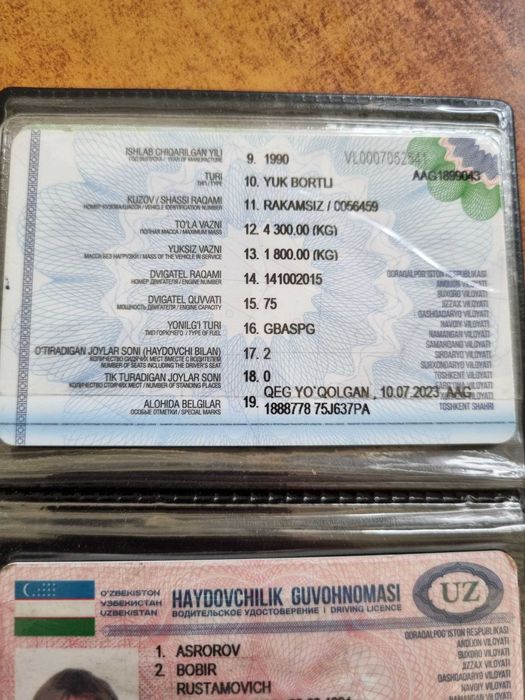 ISHLAB CHIQARILGAN YILI 9. 1990 VL0007052541
ГОД ВЫПУСКА / YEAR OF MANUFACTURE
AAG1899043
TURI 10. YUK BORTLI
ТИП / TYPE
KUZOV / SHASSI RAQAMI 11. RAKAMSIZ / 0056459
НОМЕР КУЗОВА/ШАССИ / VEHICLE IDENTIFICATION NUMBER
TO'LA VAZNI 12. 4 300.00 (KG)
ПОЛНАЯ МАССА / MAXIMUM MASS
YUKSIZ VAZNI 13. 1 800.00 (KG)
МАССА БЕЗ НАГРУЗКИ / MASS OF THE VEHICLE IN SERVICE
DVIGATEL RAQAMI 14. 141002015
НОМЕР ДВИГАТЕЛЯ / ENGINE NUMBER
DVIGATEL QUVVATI 15. 75
МОЩНОСТЬ ДВИГАТЕЛЯ / ENGINE CAPACITY
YONILG'I TURI 16. GBASPG
ТИП ГОРЮЧЕГО / TYPE OF FUEL
O'TIRADIGAN JOYLAR SONI (HAYDOVCHI BILAN) 17. 2
КОЛИЧЕСТВО СИДЯЧИХ МЕСТ ВМЕСТЕ С ВОДИТЕЛЕМ
NUMBER OF SEATS INCLUDING THE DRIVER'S SEAT
TIK TURADIGAN JOYLAR SONI 18. 0
КОЛИЧЕСТВО СТОЯЧИХ МЕСТ / NUMBER OF STANDING PLACES
QEG YO`QOLGAN , 10.07.2023, AAG
ALOHIDA BELGILAR 19. 1888778 75J637PA
ОСОБЫЕ ОТМЕТКИ / SPECIAL MARKS
QORAQALPOG'ISTON RESPUBLIKASI
ANDIJON VILOYATI
BUXORO VILOYATI
JIZZAX VILOYATI
QASHQADARYO VILOYATI
NAVOIY VILOYATI
NAMANGAN VILOYATI
SAMARQAND VILOYATI
SIRDARYO VILOYATI
SURXONDARYO VILOYATI
TOSHKENT VILOYATI
TOSHKENT SHAHRI
O'ZBEKISTON
УЗБЕКИСТАН
UZBEKISTAN
HAYDOVCHILIK GUVOHNOMASI
ВОДИТЕЛЬСКОЕ УДОСТОВЕРЕНИЕ | DRIVING LICENCE
UZ
1. ASROROV
2. BOBIR
RUSTAMOVICH
QORAQALPOG'ISTON RESPUBLIKASI
ANDIJON VILOYATI
BUXORO VILOYATI
JIZZAX VILOYATI
QASHQADARYO VILOYATI
NAVOIY VILOYATI